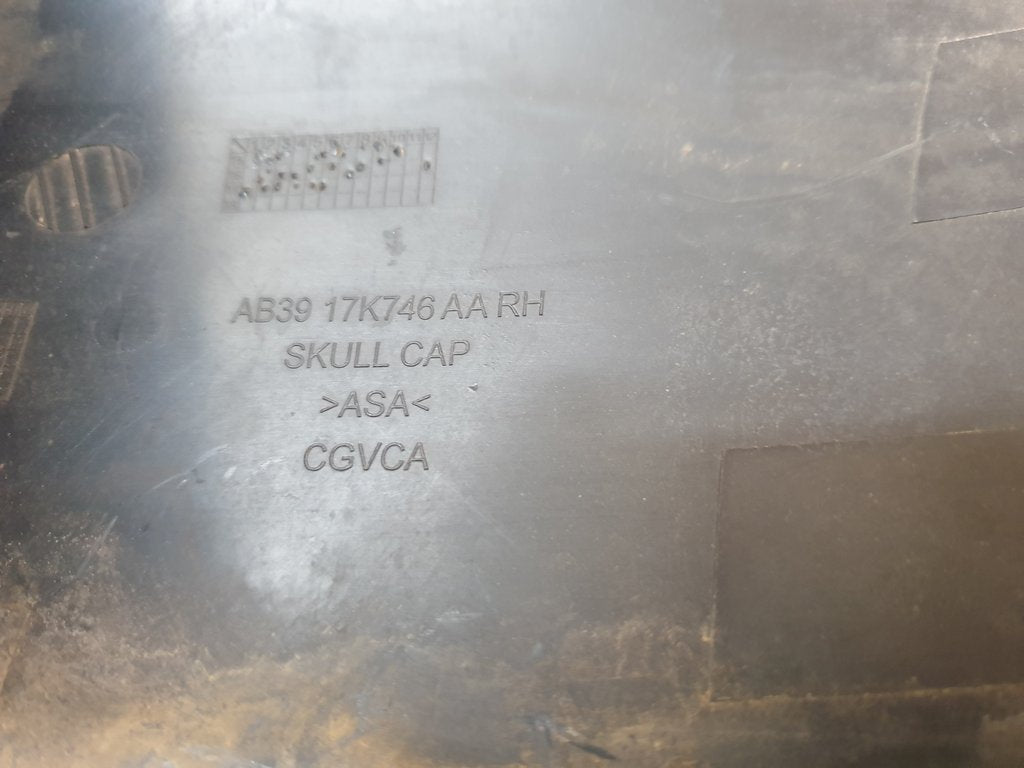 AB39 17K746 AA RH
SKULL CAP
>ASA<
CGVCA